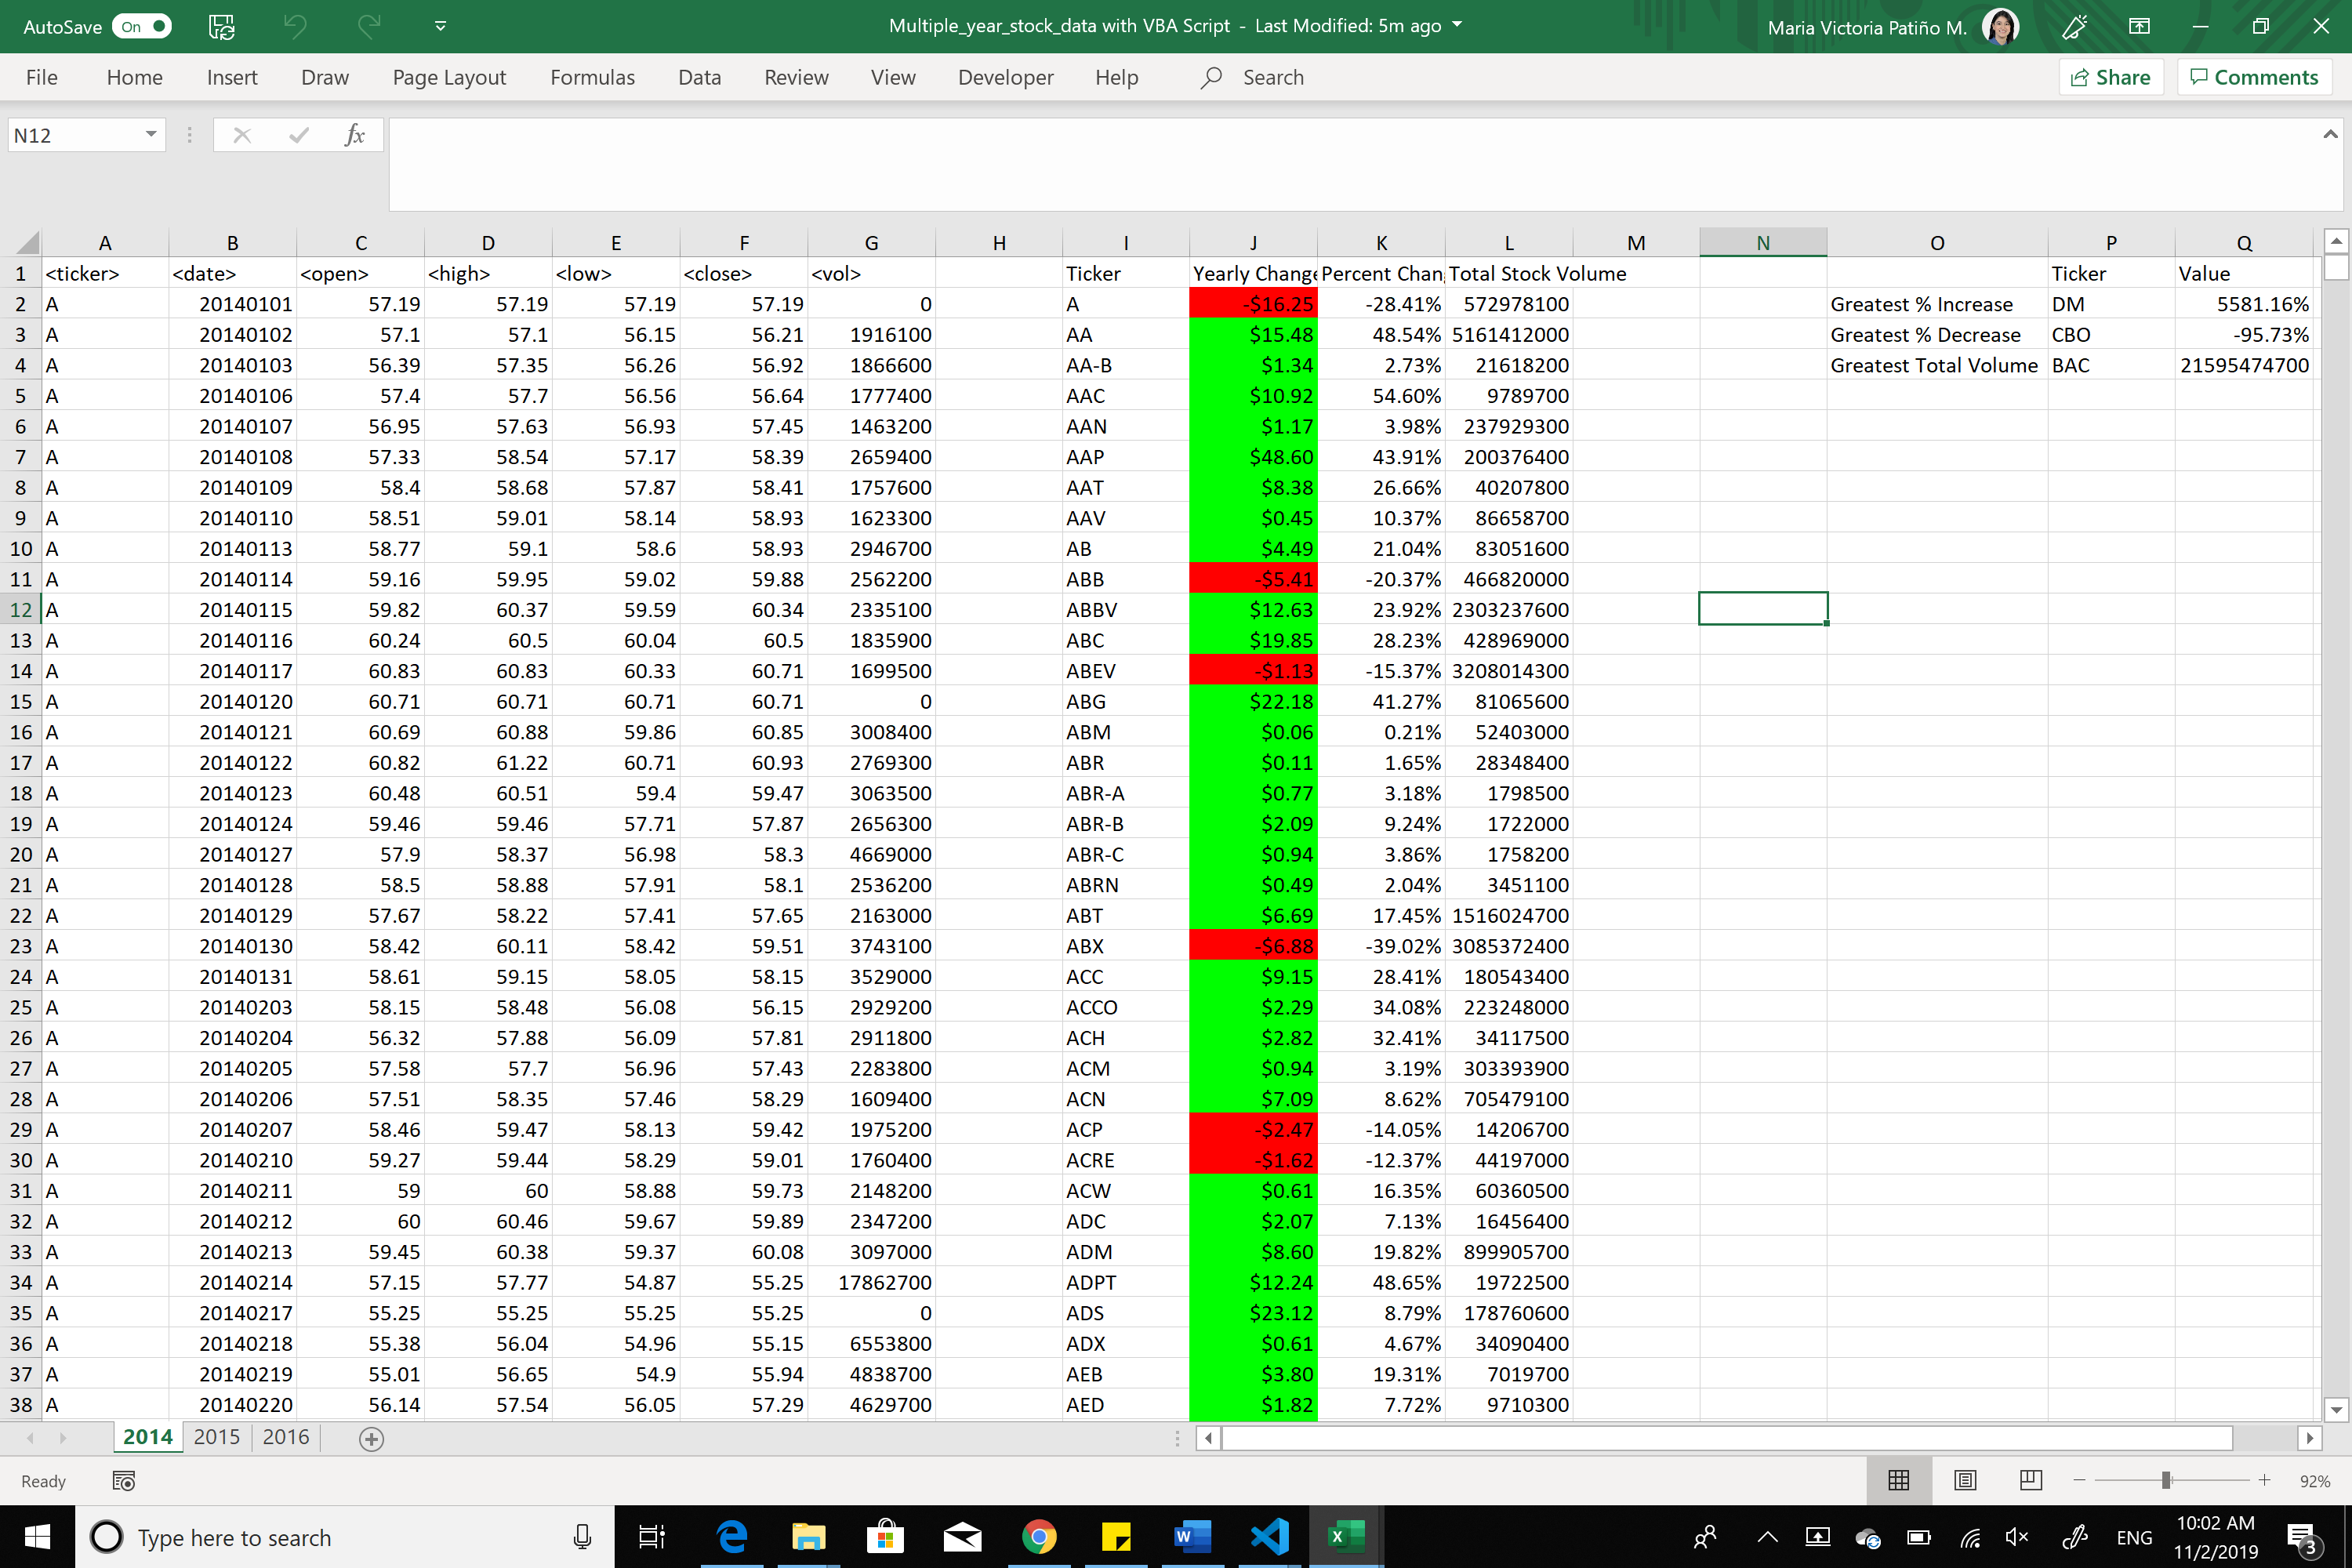 AutoSave On Multiple_year_stock_data with VBA Script - Last Modified: 5m ago Maria Victoria Patiño M.
File Home Insert Draw Page Layout Formulas Data Review View Developer Help Search Share Comments
N12 fx
A B C D E F G H I J K L M N O P Q
1 <ticker> <date> <open> <high> <low> <close> <vol> Ticker Yearly Change Percent Chan Total Stock Volume Ticker Value
2 A 20140101 57.19 57.19 57.19 57.19 0 A -$16.25 -28.41% 572978100 Greatest % Increase DM 5581.16%
3 A 20140102 57.1 57.1 56.15 56.21 1916100 AA $15.48 48.54% 5161412000 Greatest % Decrease CBO -95.73%
4 A 20140103 56.39 57.35 56.26 56.92 1866600 AA-B $1.34 2.73% 21618200 Greatest Total Volume BAC 21595474700
5 A 20140106 57.4 57.7 56.56 56.64 1777400 AAC $10.92 54.60% 9789700
6 A 20140107 56.95 57.63 56.93 57.45 1463200 AAN $1.17 3.98% 237929300
7 A 20140108 57.33 58.54 57.17 58.39 2659400 AAP $48.60 43.91% 200376400
8 A 20140109 58.4 58.68 57.87 58.41 1757600 AAT $8.38 26.66% 40207800
9 A 20140110 58.51 59.01 58.14 58.93 1623300 AAV $0.45 10.37% 86658700
10 A 20140113 58.77 59.1 58.6 58.93 2946700 AB $4.49 21.04% 83051600
11 A 20140114 59.16 59.95 59.02 59.88 2562200 ABB -$5.41 -20.37% 466820000
12 A 20140115 59.82 60.37 59.59 60.34 2335100 ABBV $12.63 23.92% 2303237600
13 A 20140116 60.24 60.5 60.04 60.5 1835900 ABC $19.85 28.23% 428969000
14 A 20140117 60.83 60.83 60.33 60.71 1699500 ABEV -$1.13 -15.37% 3208014300
15 A 20140120 60.71 60.71 60.71 60.71 0 ABG $22.18 41.27% 81065600
16 A 20140121 60.69 60.88 59.86 60.85 3008400 ABM $0.06 0.21% 52403000
17 A 20140122 60.82 61.22 60.71 60.93 2769300 ABR $0.11 1.65% 28348400
18 A 20140123 60.48 60.51 59.4 59.47 3063500 ABR-A $0.77 3.18% 1798500
19 A 20140124 59.46 59.46 57.71 57.87 2656300 ABR-B $2.09 9.24% 1722000
20 A 20140127 57.9 58.37 56.98 58.3 4669000 ABR-C $0.94 3.86% 1758200
21 A 20140128 58.5 58.88 57.91 58.1 2536200 ABRN $0.49 2.04% 3451100
22 A 20140129 57.67 58.22 57.41 57.65 2163000 ABT $6.69 17.45% 1516024700
23 A 20140130 58.42 60.11 58.42 59.51 3743100 ABX -$6.88 -39.02% 3085372400
24 A 20140131 58.61 59.15 58.05 58.15 3529000 ACC $9.15 28.41% 180543400
25 A 20140203 58.15 58.48 56.08 56.15 2929200 ACCO $2.29 34.08% 223248000
26 A 20140204 56.32 57.88 56.09 57.81 2911800 ACH $2.82 32.41% 34117500
27 A 20140205 57.58 57.7 56.96 57.43 2283800 ACM $0.94 3.19% 303393900
28 A 20140206 57.51 58.35 57.46 58.29 1609400 ACN $7.09 8.62% 705479100
29 A 20140207 58.46 59.47 58.13 59.42 1975200 ACP -$2.47 -14.05% 14206700
30 A 20140210 59.27 59.44 58.29 59.01 1760400 ACRE -$1.62 -12.37% 44197000
31 A 20140211 59 60 58.88 59.73 2148200 ACW $0.61 16.35% 60360500
32 A 20140212 60 60.46 59.67 59.89 2347200 ADC $2.07 7.13% 16456400
33 A 20140213 59.45 60.38 59.37 60.08 3097000 ADM $8.60 19.82% 899905700
34 A 20140214 57.15 57.77 54.87 55.25 17862700 ADPT $12.24 48.65% 19722500
35 A 20140217 55.25 55.25 55.25 55.25 0 ADS $23.12 8.79% 178760600
36 A 20140218 55.38 56.04 54.96 55.15 6553800 ADX $0.61 4.67% 34090400
37 A 20140219 55.01 56.65 54.9 55.94 4838700 AEB $3.80 19.31% 7019700
38 A 20140220 56.14 57.54 56.05 57.29 4629700 AED $1.82 7.72% 9710300
2014 2015 2016
Ready 92%
Type here to search ENG 10:02 AM
11/2/2019 3